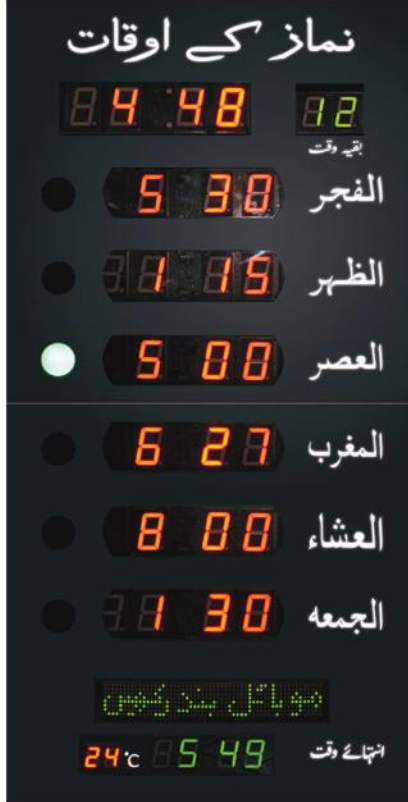 نماز کے اوقات
4 48 12
بقیہ وقت
الفجر 5 30
الظہر 1 15
العصر 5 00
المغرب 6 27
العشاء 8 00
الجمعه 1 30
موبائل بند رکھیں
انتہائے وقت 5 49 24°C